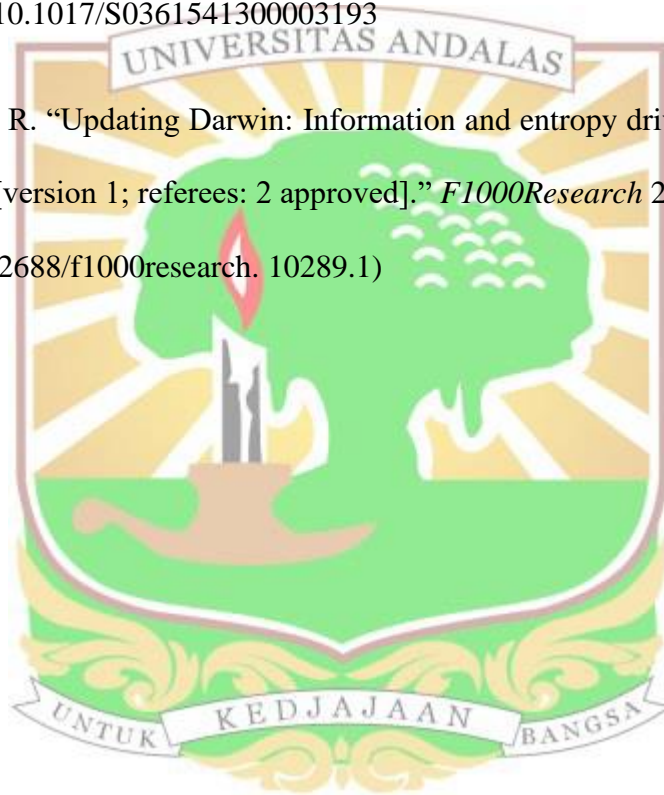 10.1017/S0361541300003193
UNIVERSITAS ANDALAS
R. “Updating Darwin: Information and entropy dri
[version 1; referees: 2 approved].” F1000Research 2
2688/f1000research. 10289.1)
UNTUK KEDJAJAAN BANGSA